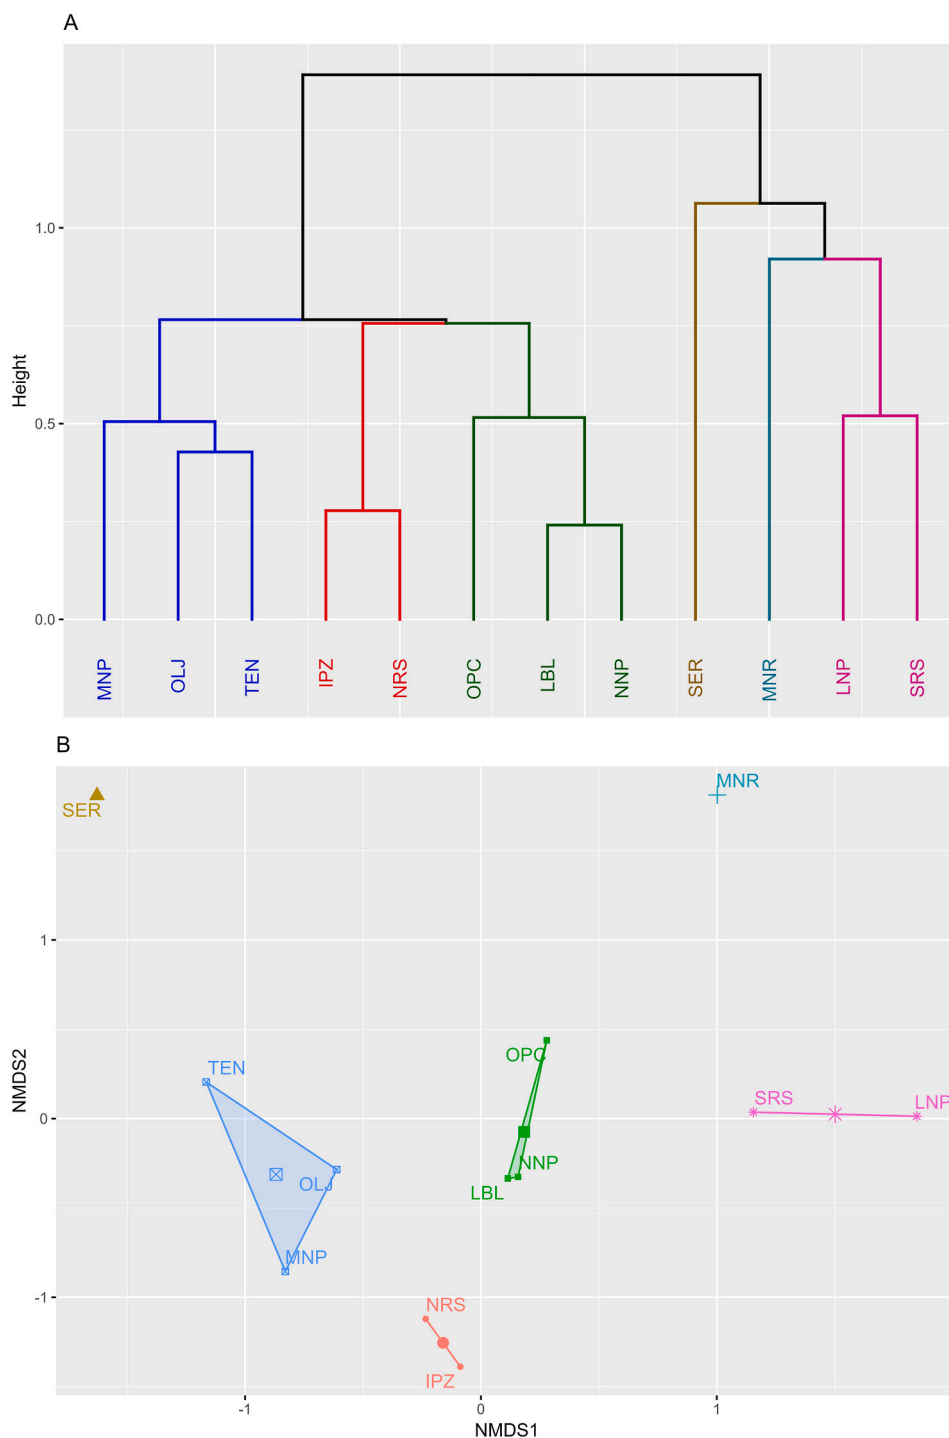 A
1.0
Height
0.5
0.0
MNP OLJ TEN IPZ NRS OPC LBL NNP SER MNR LNP SRS
B
MNR
SER
1
OPC
TEN
NMDS2
SRS LNP
0
NNP
OLJ LBL
MNP
-1
NRS
IPZ
-1 0 1
NMDS1